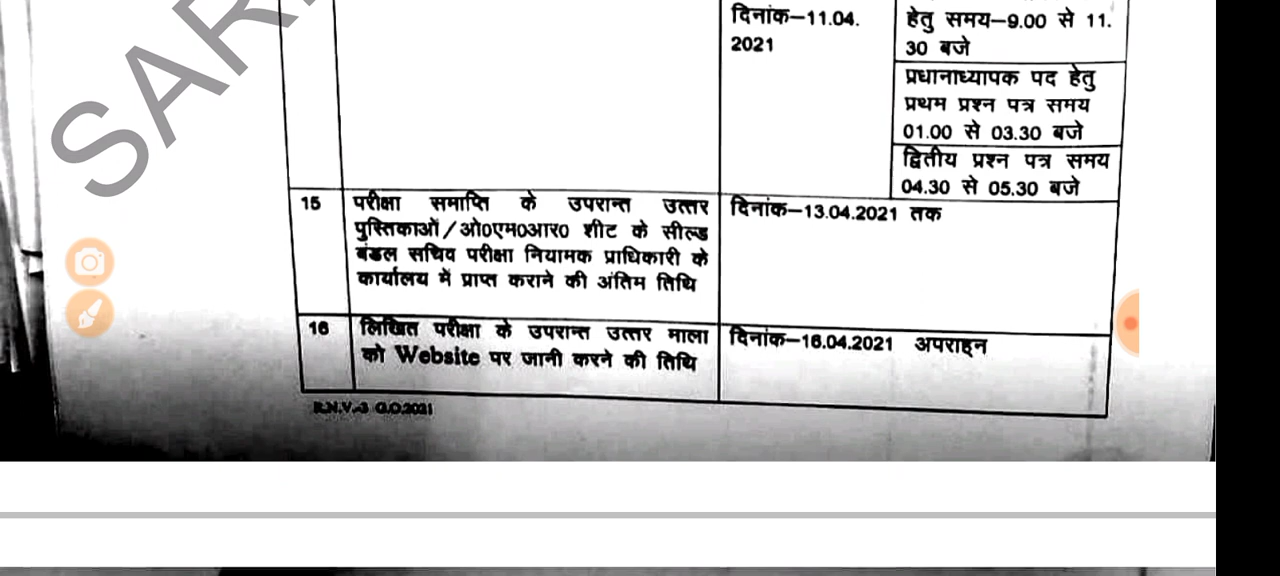 SAR
दिनांक–11.04.
2021
हेतु समय–9.00 से 11.
30 बजे
प्रधानाध्यापक पद हेतु
प्रथम प्रश्न पत्र समय
01.00 से 03.30 बजे
द्वितीय प्रश्न पत्र समय
04.30 से 05.30 बजे
15
परीक्षा समाप्ति के उपरान्त उत्तर
पुस्तिकाओं/ओ0एम0आर0 शीट के सील्ड
बंडल सचिव परीक्षा नियामक प्राधिकारी के
कार्यालय में प्राप्त कराने की अंतिम तिथि
दिनांक–13.04.2021 तक
16
लिखित परीक्षा के उपरान्त उत्तर माला
को Website पर जानी करने की तिथि
दिनांक–16.04.2021 अपराहन
R.N.V.-3 G.O.2021